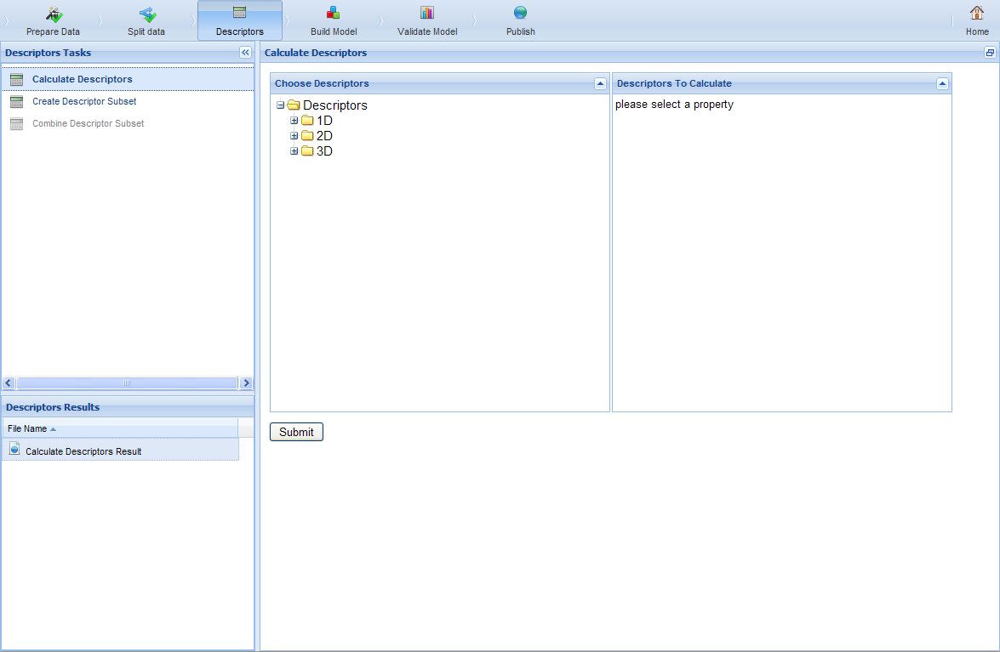 Prepare Data
Split data
Descriptors
Build Model
Validate Model
Publish
Home
Descriptors Tasks
Calculate Descriptors
Create Descriptor Subset
Combine Descriptor Subset
Descriptors Results
File Name
Calculate Descriptors Result
Calculate Descriptors
Choose Descriptors
Descriptors
1D
2D
3D
Descriptors To Calculate
please select a property
Submit